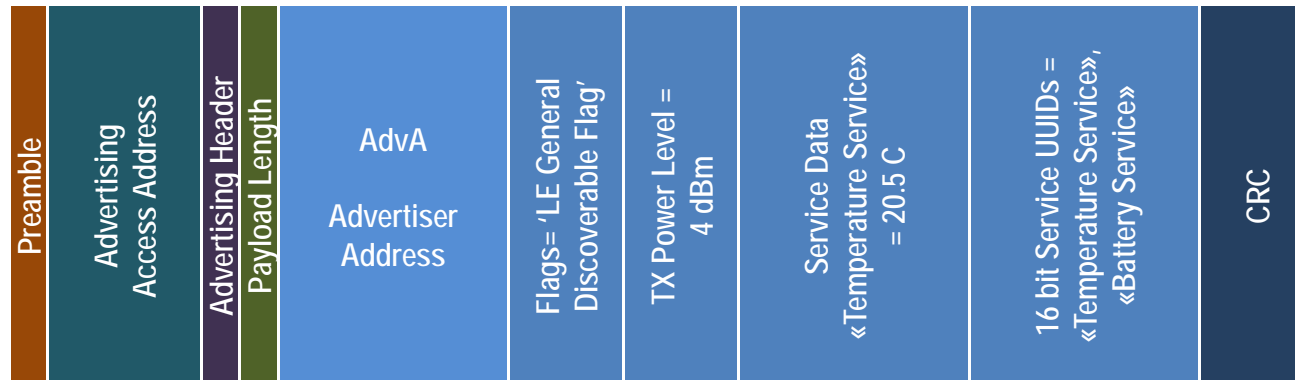 Preamble
Advertising
Access Address
Advertising Header
Payload Length
AdvA
Advertiser
Address
Flags= ‘LE General
Discoverable Flag’
TX Power Level =
4 dBm
Service Data
«Temperature Service»
= 20.5 C
16 bit Service UUIDs =
«Temperature Service»,
«Battery Service»
CRC